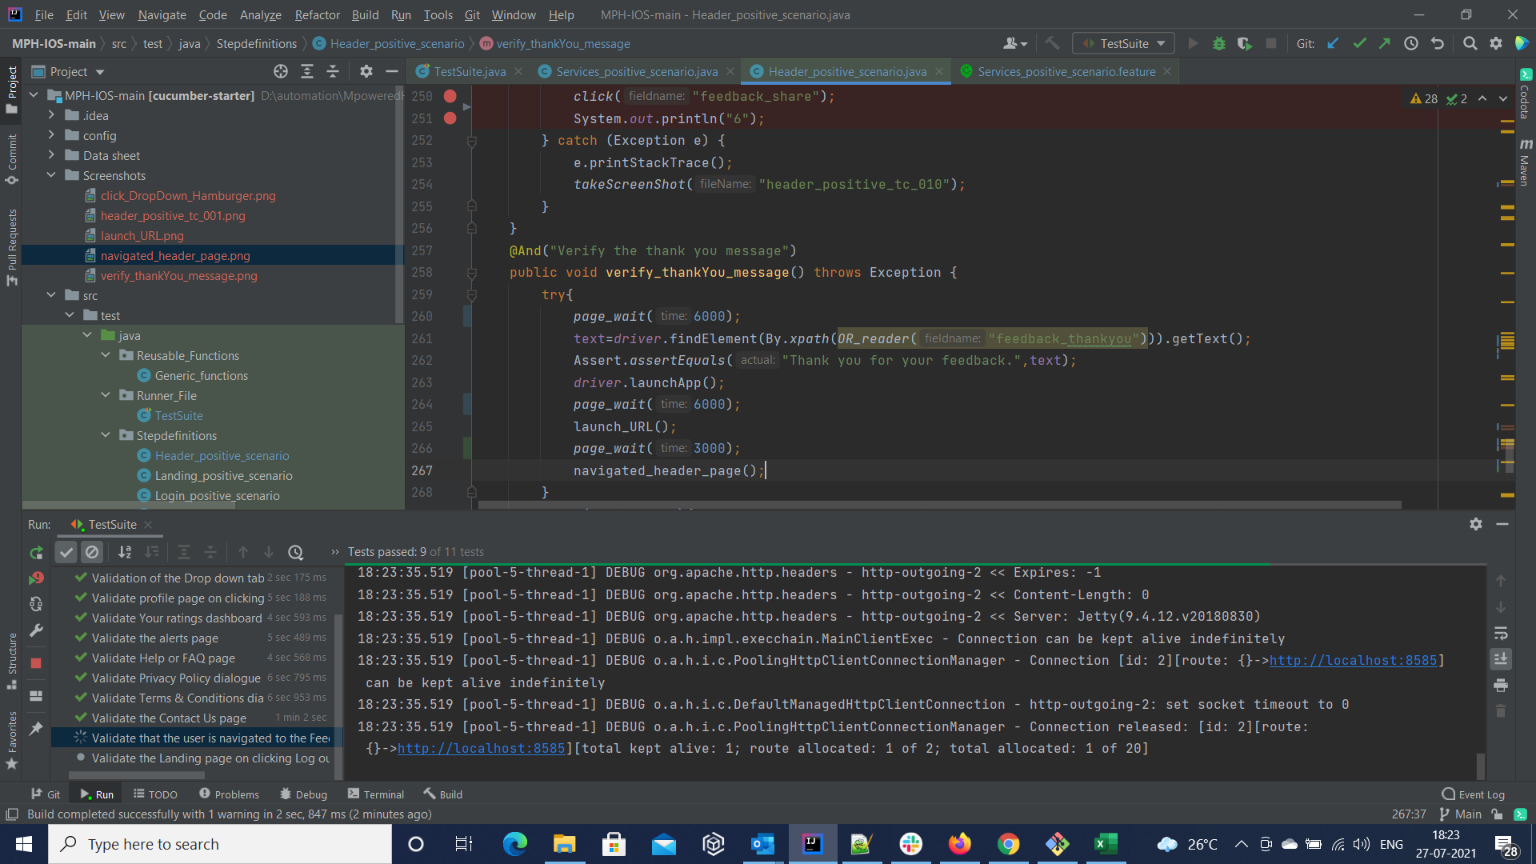 File Edit View Navigate Code Analyze Refactor Build Run Tools Git Window Help MPH-IOS-main - Header_positive_scenario.java
MPH-IOS-main src test java Stepdefinitions Header_positive_scenario verify_thankYou_message TestSuite Git:
Project
TestSuite.java Services_positive_scenario.java Header_positive_scenario.java Services_positive_scenario.feature
MPH-IOS-main [cucumber-starter] D:\automation\Mpowered
.idea
config
Data sheet
Screenshots
click_DropDown_Hamburger.png
header_positive_tc_001.png
launch_URL.png
navigated_header_page.png
verify_thankYou_message.png
src
test
java
Reusable_Functions
Generic_functions
Runner_File
TestSuite
Stepdefinitions
Header_positive_scenario
Landing_positive_scenario
Login_positive_scenario
Project
Commit
Pull Requests
Structure
Favorites
28 2
Codota
Maven
250 click( fieldname: "feedback_share");
251 System.out.println("6");
252 } catch (Exception e) {
253 e.printStackTrace();
254 takeScreenShot( fileName: "header_positive_tc_010");
255 }
256 }
257 @And("Verify the thank you message")
258 public void verify_thankYou_message() throws Exception {
259 try{
260 page_wait( time: 6000);
261 text=driver.findElement(By.xpath(OR_reader( fieldname: "feedback_thankyou"))).getText();
262 Assert.assertEquals( actual: "Thank you for your feedback.",text);
263 driver.launchApp();
264 page_wait( time: 6000);
265 launch_URL();
266 page_wait( time: 3000);
267 navigated_header_page();
268 }
Run: TestSuite
Tests passed: 9 of 11 tests
Validation of the Drop down tab 2 sec 175 ms
Validate profile page on clicking 5 sec 188 ms
Validate Your ratings dashboard 4 sec 593 ms
Validate the alerts page 5 sec 489 ms
Validate Help or FAQ page 4 sec 568 ms
Validate Privacy Policy dialogue 6 sec 795 ms
Validate Terms & Conditions dia 6 sec 953 ms
Validate the Contact Us page 1 min 2 sec
Validate that the user is navigated to the Fee
Validate the Landing page on clicking Log ou
18:23:35.519 [pool-5-thread-1] DEBUG org.apache.http.headers - http-outgoing-2 << Expires: -1
18:23:35.519 [pool-5-thread-1] DEBUG org.apache.http.headers - http-outgoing-2 << Content-Length: 0
18:23:35.519 [pool-5-thread-1] DEBUG org.apache.http.headers - http-outgoing-2 << Server: Jetty(9.4.12.v20180830)
18:23:35.519 [pool-5-thread-1] DEBUG o.a.h.impl.execchain.MainClientExec - Connection can be kept alive indefinitely
18:23:35.519 [pool-5-thread-1] DEBUG o.a.h.i.c.PoolingHttpClientConnectionManager - Connection [id: 2][route: {}->http://localhost:8585]
can be kept alive indefinitely
18:23:35.519 [pool-5-thread-1] DEBUG o.a.h.i.c.DefaultManagedHttpClientConnection - http-outgoing-2: set socket timeout to 0
18:23:35.519 [pool-5-thread-1] DEBUG o.a.h.i.c.PoolingHttpClientConnectionManager - Connection released: [id: 2][route:
{}->http://localhost:8585][total kept alive: 1; route allocated: 1 of 2; total allocated: 1 of 20]
Git Run TODO Problems Debug Terminal Build Event Log
Build completed successfully with 1 warning in 2 sec, 847 ms (2 minutes ago) 267:37 Main
Type here to search 26°C ENG 18:23
27-07-2021 28